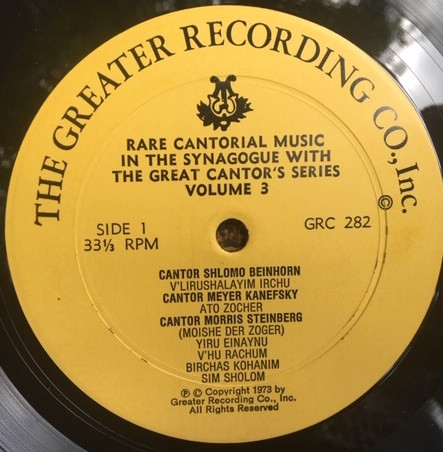 THE GREATER RECORDING CO., Inc.
©
RARE CANTORIAL MUSIC
IN THE SYNAGOGUE WITH
THE GREAT CANTOR'S SERIES
VOLUME 3
SIDE 1
33⅓ RPM
GRC 282
CANTOR SHLOMO BEINHORN
V'LIRUSHALAYIM IRCHU
CANTOR MEYER KANEFSKY
ATO ZOCHER
CANTOR MORRIS STEINBERG
(MOISHE DER ZOGER)
YIRU EINAYNU
V'HU RACHUM
BIRCHAS KOHANIM
SIM SHOLOM
℗ © Copyright 1973 by
Greater Recording Co., Inc.
All Rights Reserved